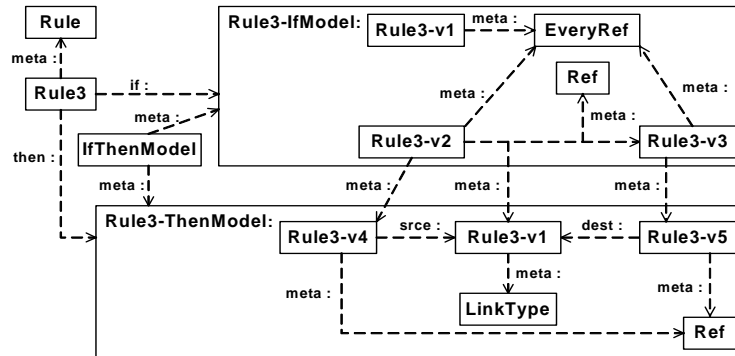 Rule
Rule3-IfModel:
Rule3-v1
meta :
EveryRef
meta :
Rule3
if :
Ref
meta :
meta :
meta :
IfThenModel
Rule3-v2
meta :
Rule3-v3
then :
meta :
meta :
meta :
meta :
Rule3-ThenModel:
Rule3-v4
srce :
Rule3-v1
dest :
Rule3-v5
meta :
meta :
meta :
LinkType
Ref